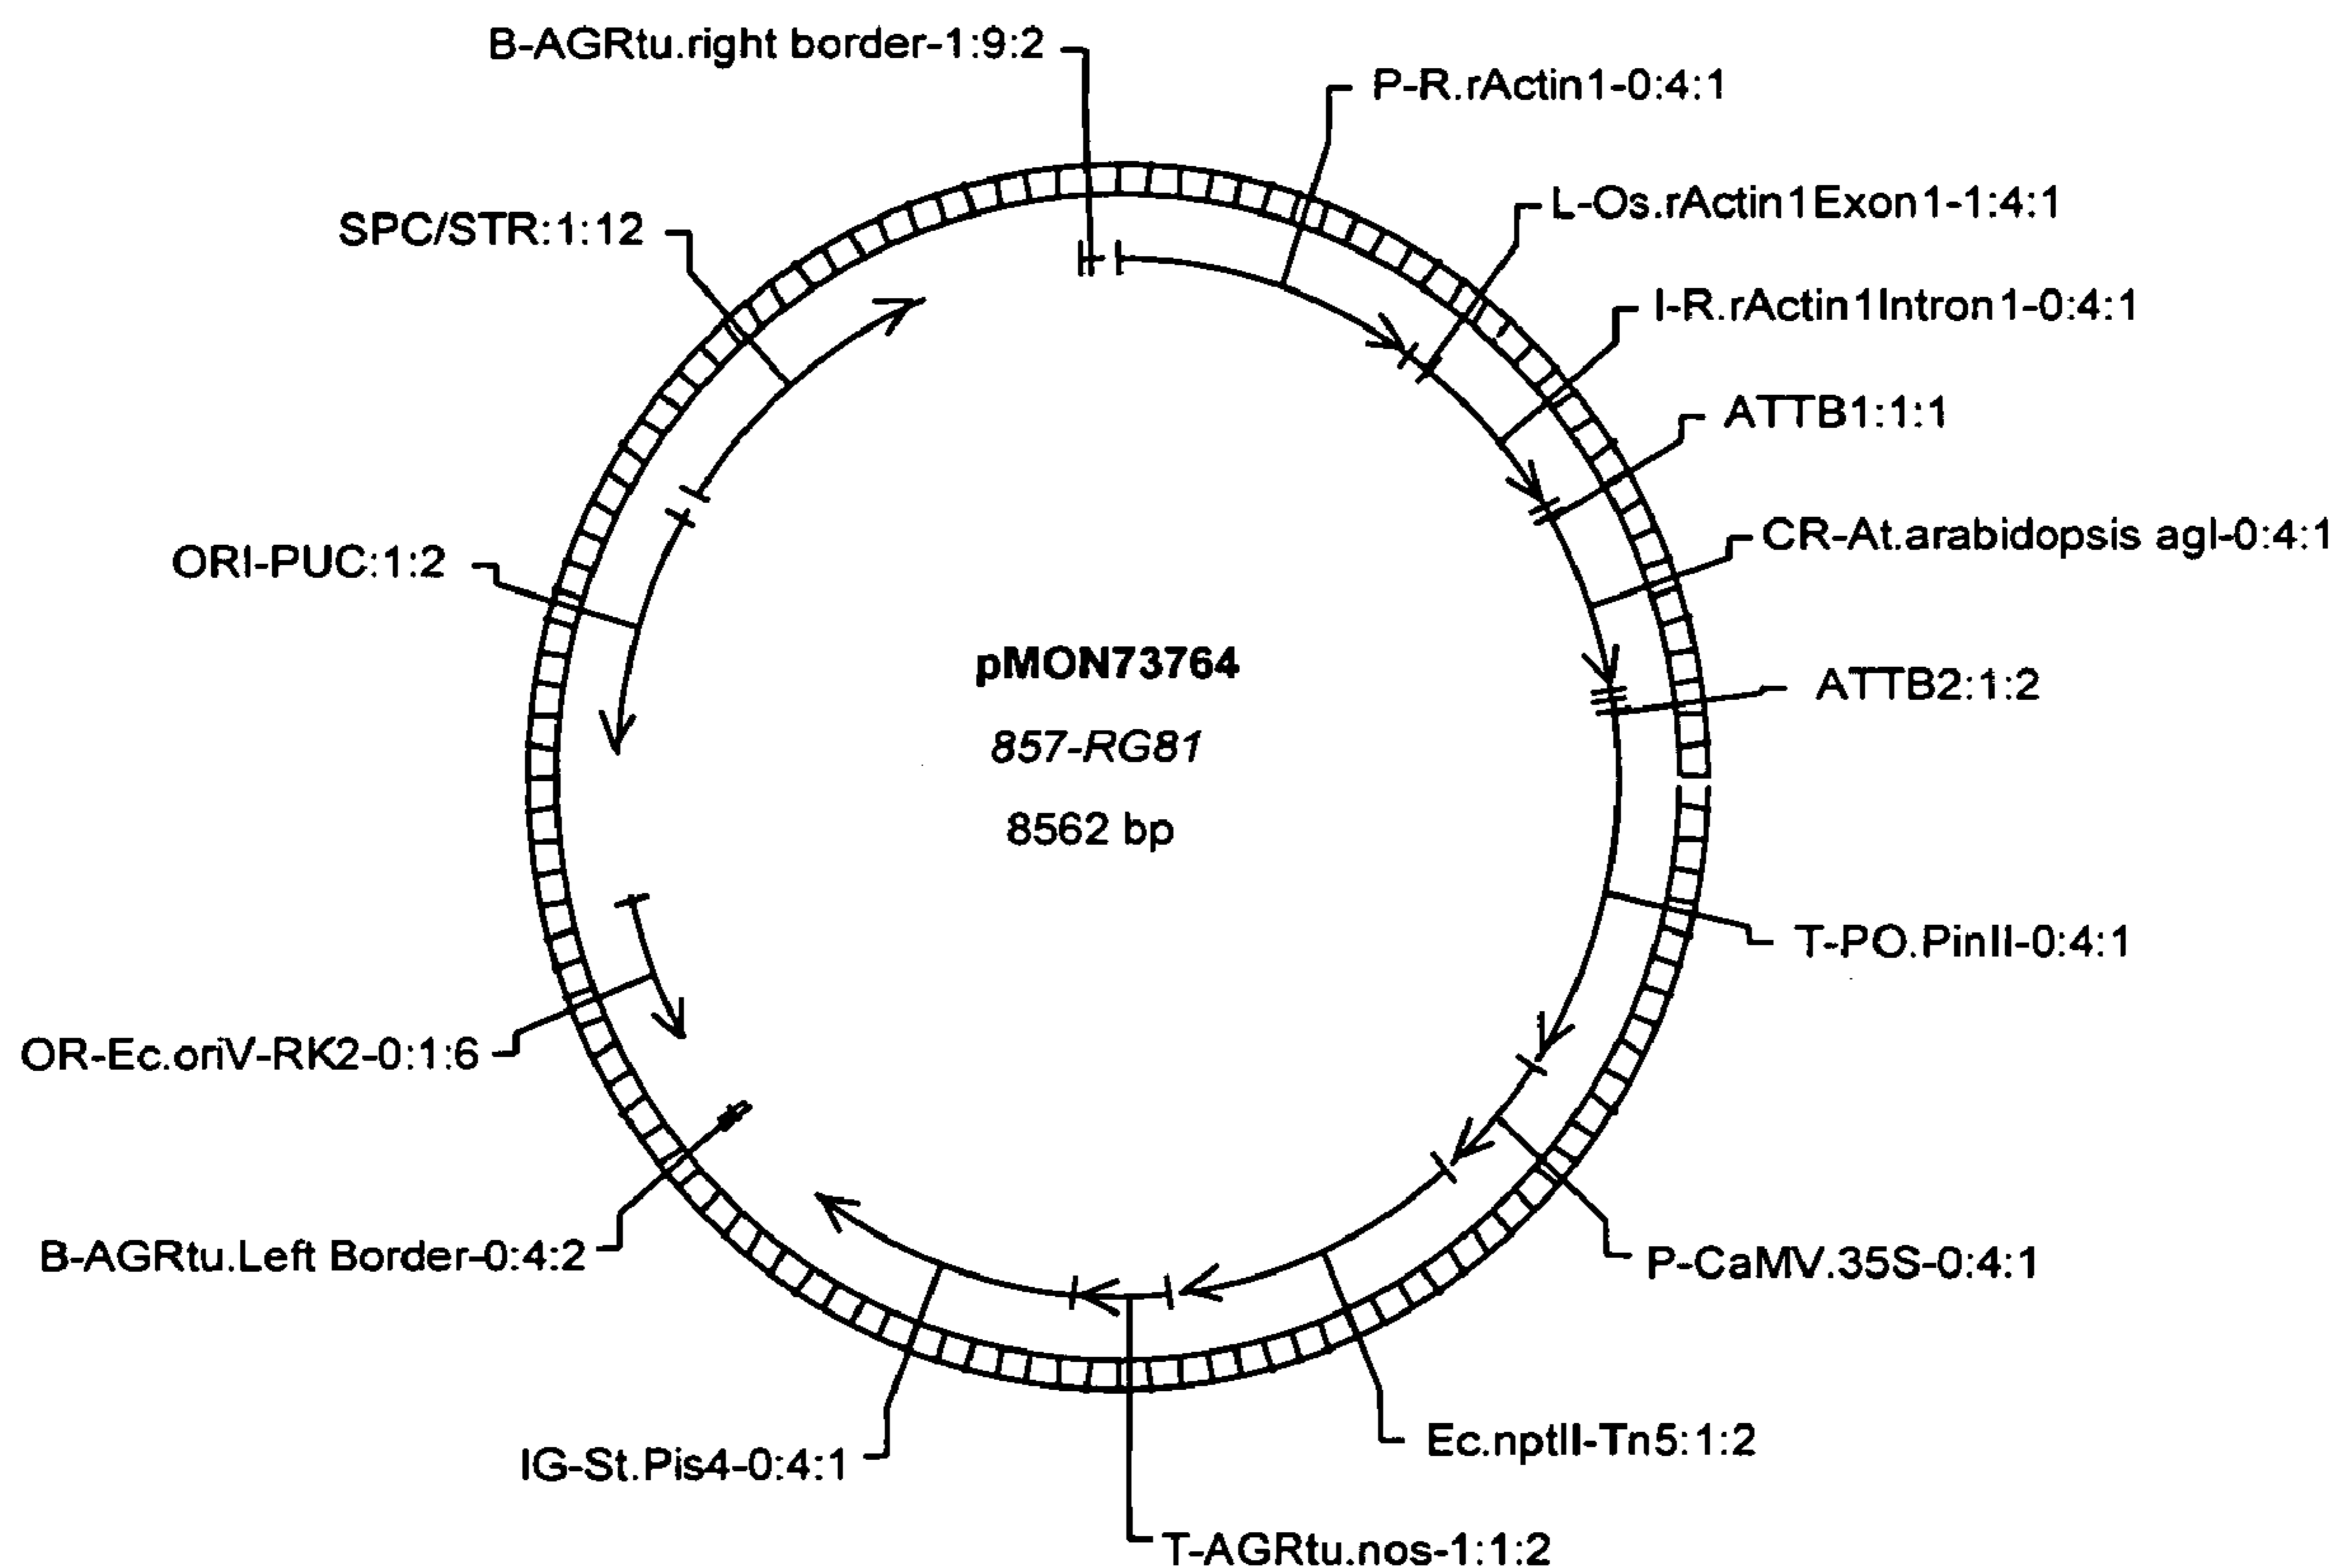 B-AGRtu.right border-1:9:2
P-R.rActin1-0:4:1
L-Os.rActin1Exon1-1:4:1
SPC/STR:1:12
I-R.rActin1Intron1-0:4:1
ATTB1:1:1
CR-At.arabidopsis agl-0:4:1
ORI-PUC:1:2
pMON73764
ATTB2:1:2
857-RG81
8562 bp
T-PO.PinII-0:4:1
OR-Ec.oriV-RK2-0:1:6
B-AGRtu.Left Border-0:4:2
P-CaMV.35S-0:4:1
Ec.nptII-Tn5:1:2
IG-St.Pis4-0:4:1
T-AGRtu.nos-1:1:2